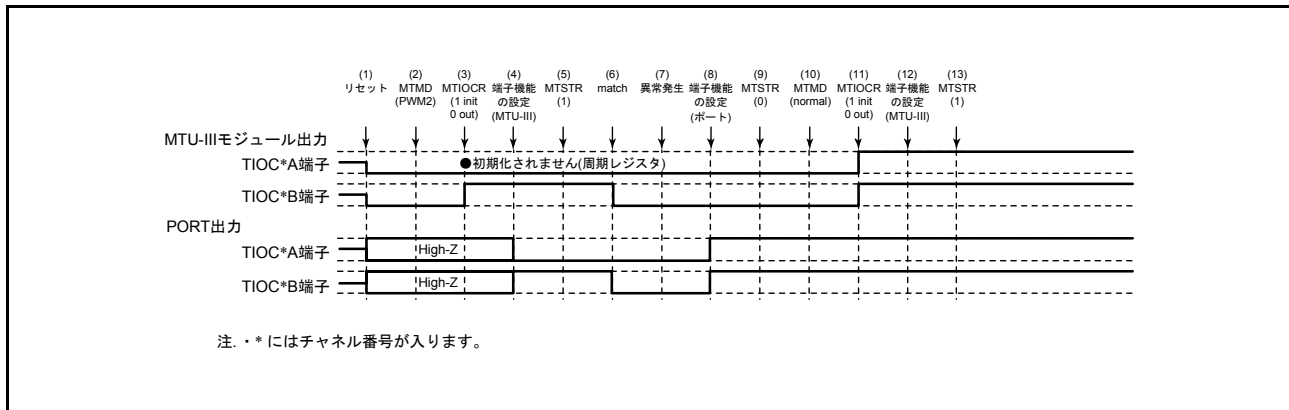 (1) (2) (3) (4) (5) (6) (7) (8) (9) (10) (11) (12) (13)
リセット MTMD MTIOCR 端子機能 MTSTR match 異常発生 端子機能 MTSTR MTMD MTIOCR 端子機能 MTSTR
(PWM2) (1 init の設定 (1) の設定 (0) (normal) (1 init の設定 (1)
0 out) (MTU-III) (ポート) 0 out) (MTU-III)
MTU-IIIモジュール出力
TIOC*A端子 ●初期化されません(周期レジスタ)
TIOC*B端子
PORT出力
TIOC*A端子 High-Z
TIOC*B端子 High-Z
注. ・* にはチャネル番号が入ります。